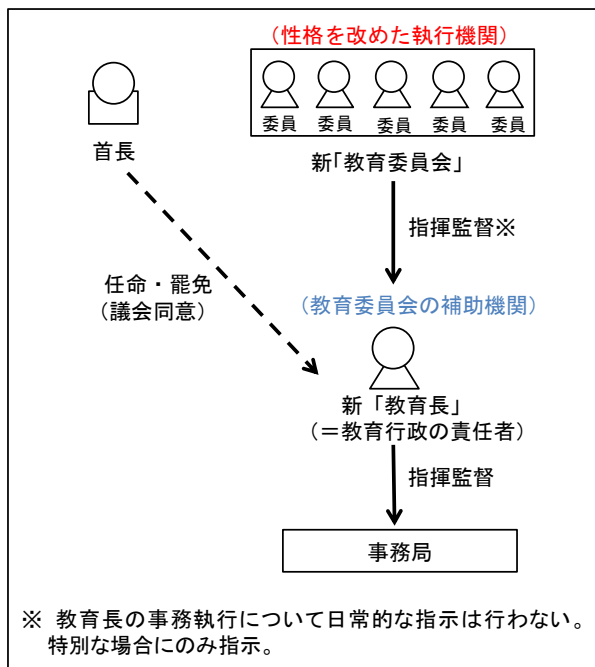 （性格を改めた執行機関）
委員 委員 委員 委員 委員
首長
新「教育委員会」
指揮監督※
任命・罷免
（議会同意）
（教育委員会の補助機関）
新「教育長」
（＝教育行政の責任者）
指揮監督
事務局
※ 教育長の事務執行について日常的な指示は行わない。
特別な場合にのみ指示。